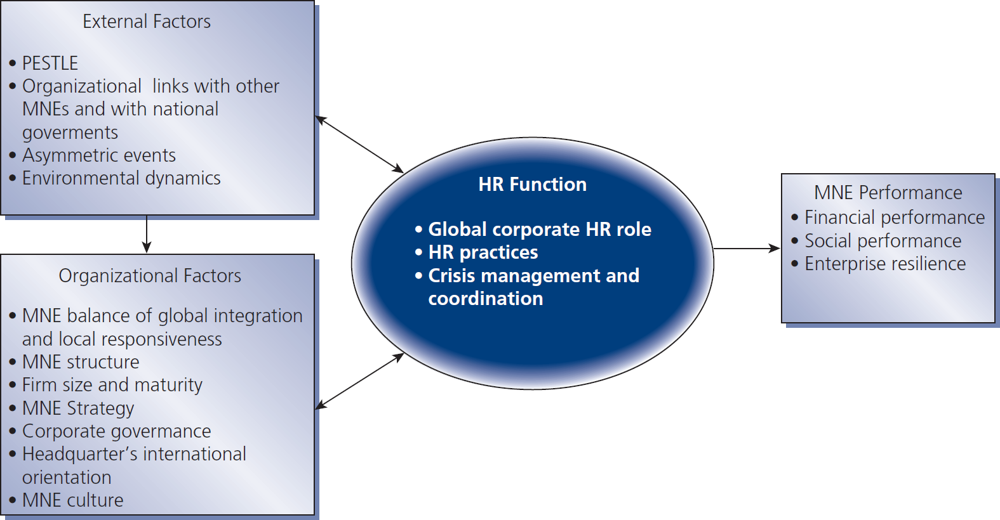 External Factors
• PESTLE
• Organizational links with other
MNEs and with national
goverments
• Asymmetric events
• Environmental dynamics
Organizational Factors
• MNE balance of global integration
and local responsiveness
• MNE structure
• Firm size and maturity
• MNE Strategy
• Corporate govermance
• Headquarter’s international
orientation
• MNE culture
HR Function
• Global corporate HR role
• HR practices
• Crisis management and
coordination
MNE Performance
• Financial performance
• Social performance
• Enterprise resilience